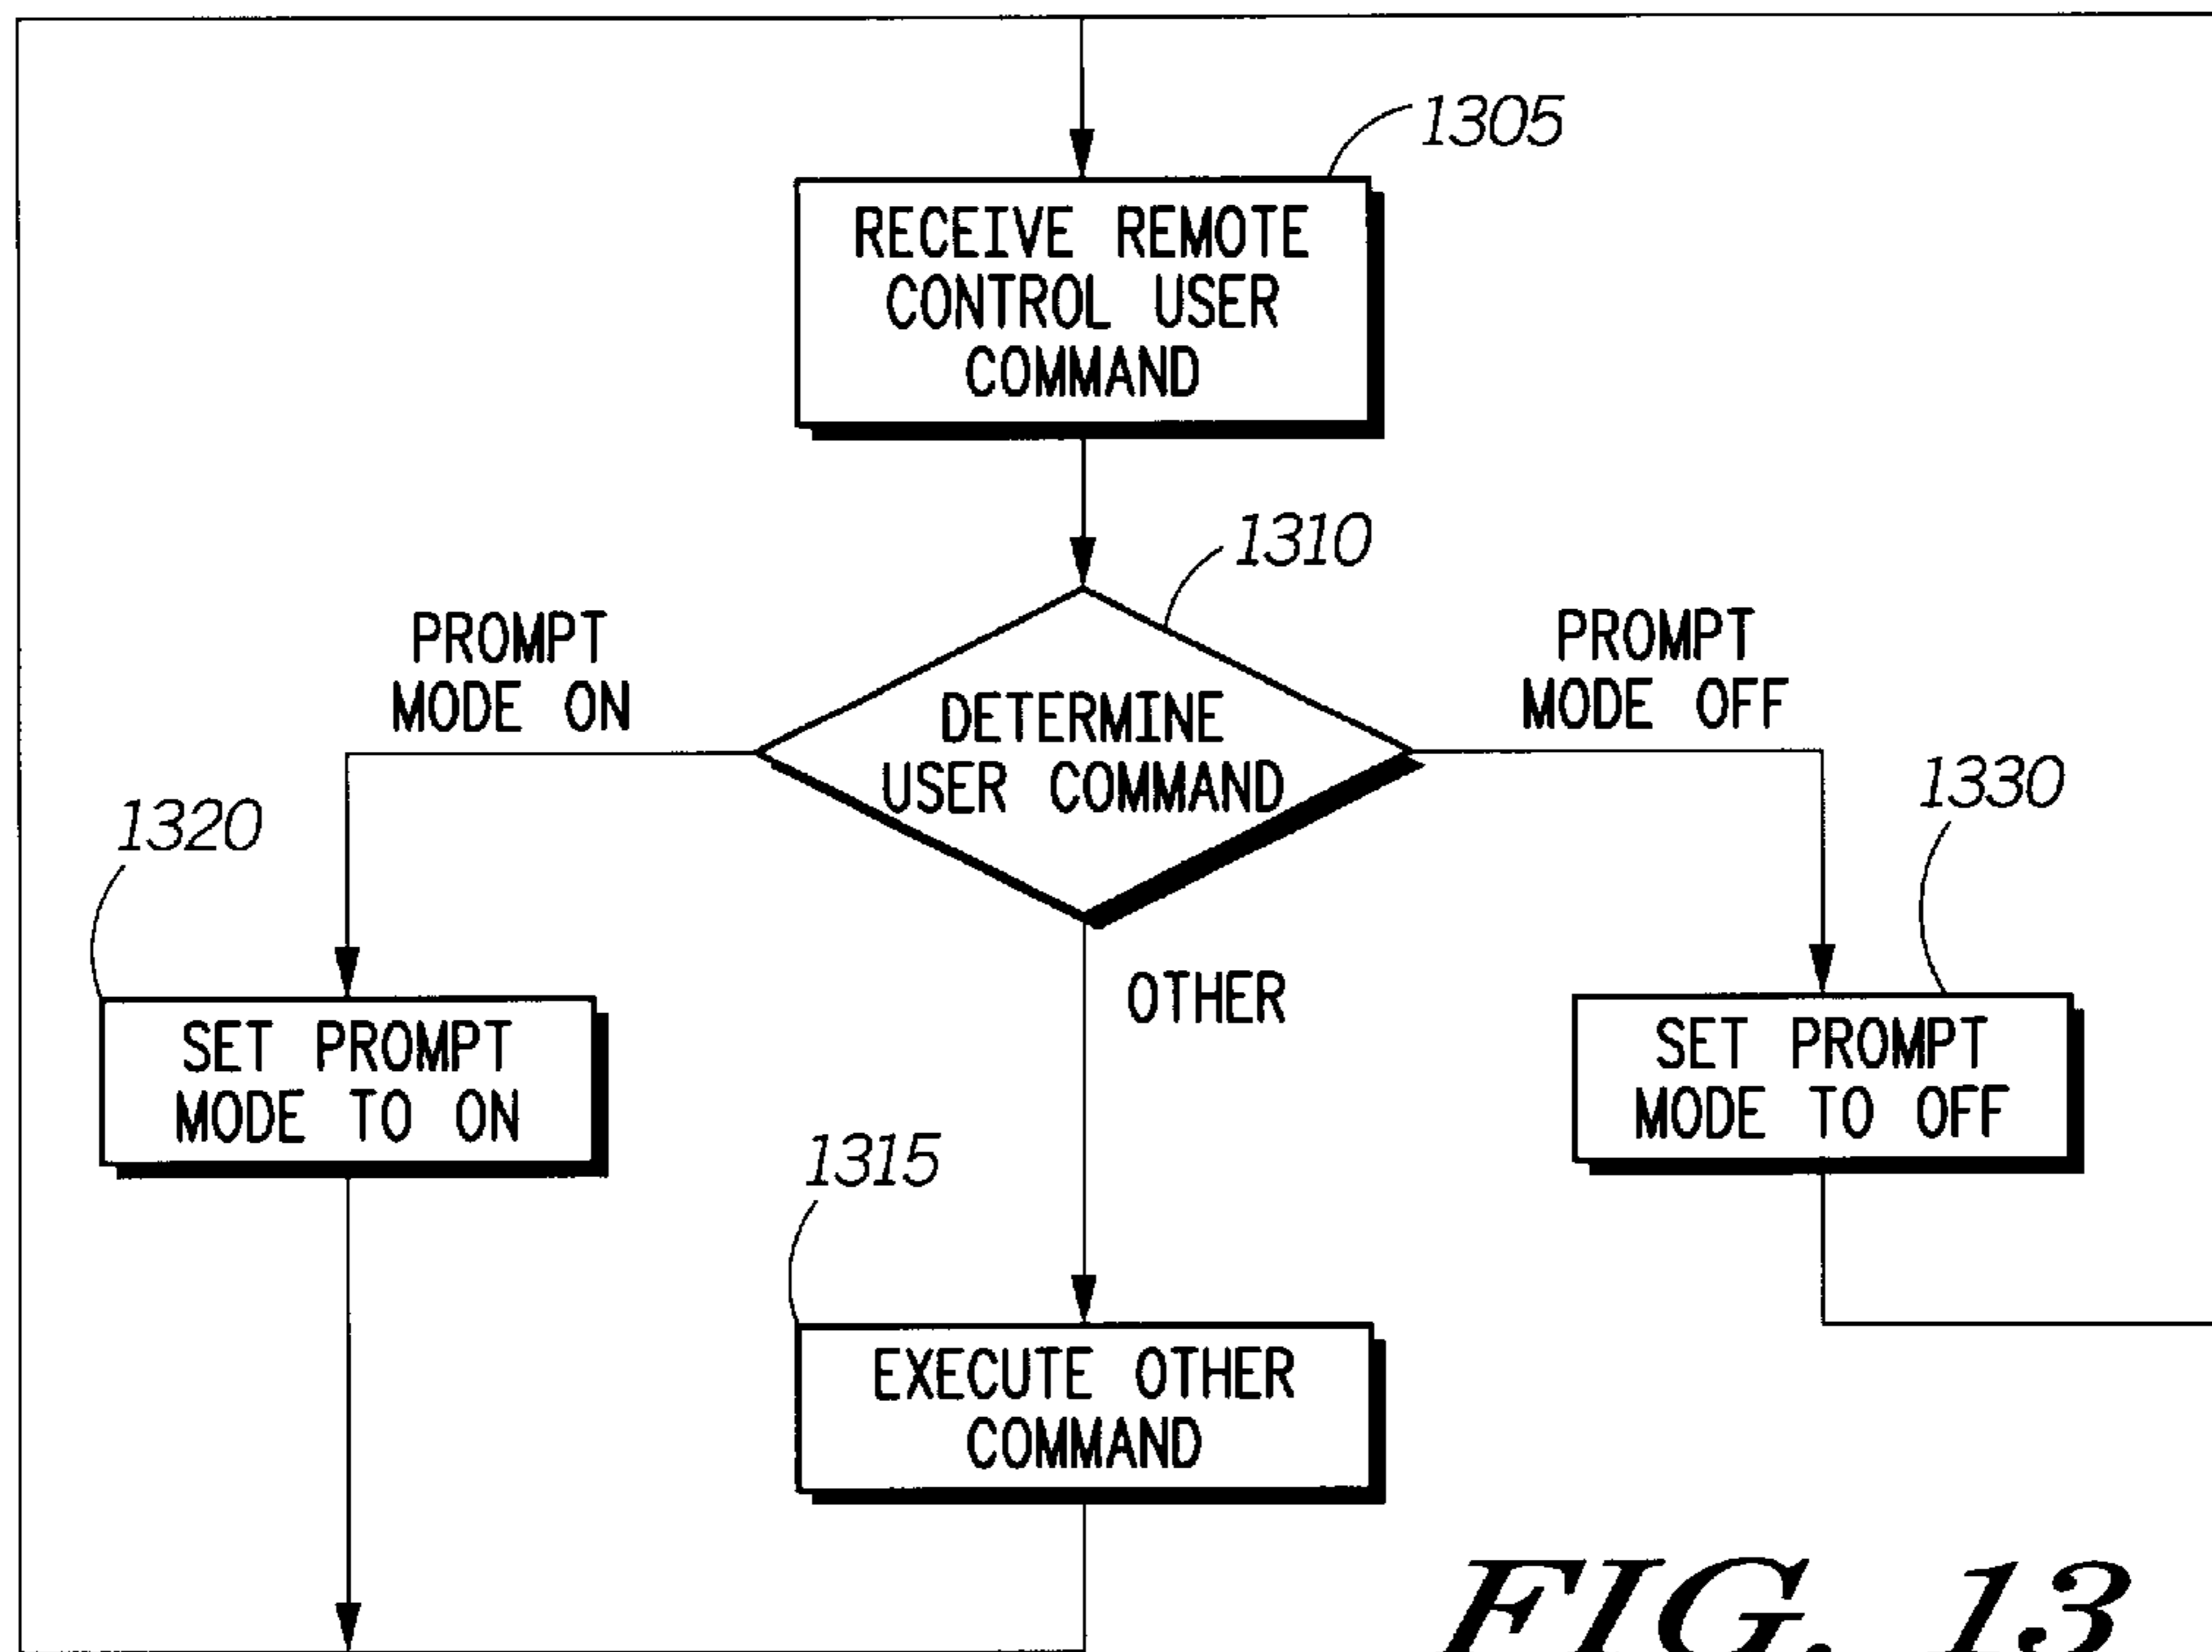 1305
RECEIVE REMOTE
CONTROL USER
COMMAND
1310
PROMPT
MODE ON
DETERMINE
USER COMMAND
PROMPT
MODE OFF
1320
1330
OTHER
SET PROMPT
MODE TO ON
SET PROMPT
MODE TO OFF
1315
EXECUTE OTHER
COMMAND
FIG. 13